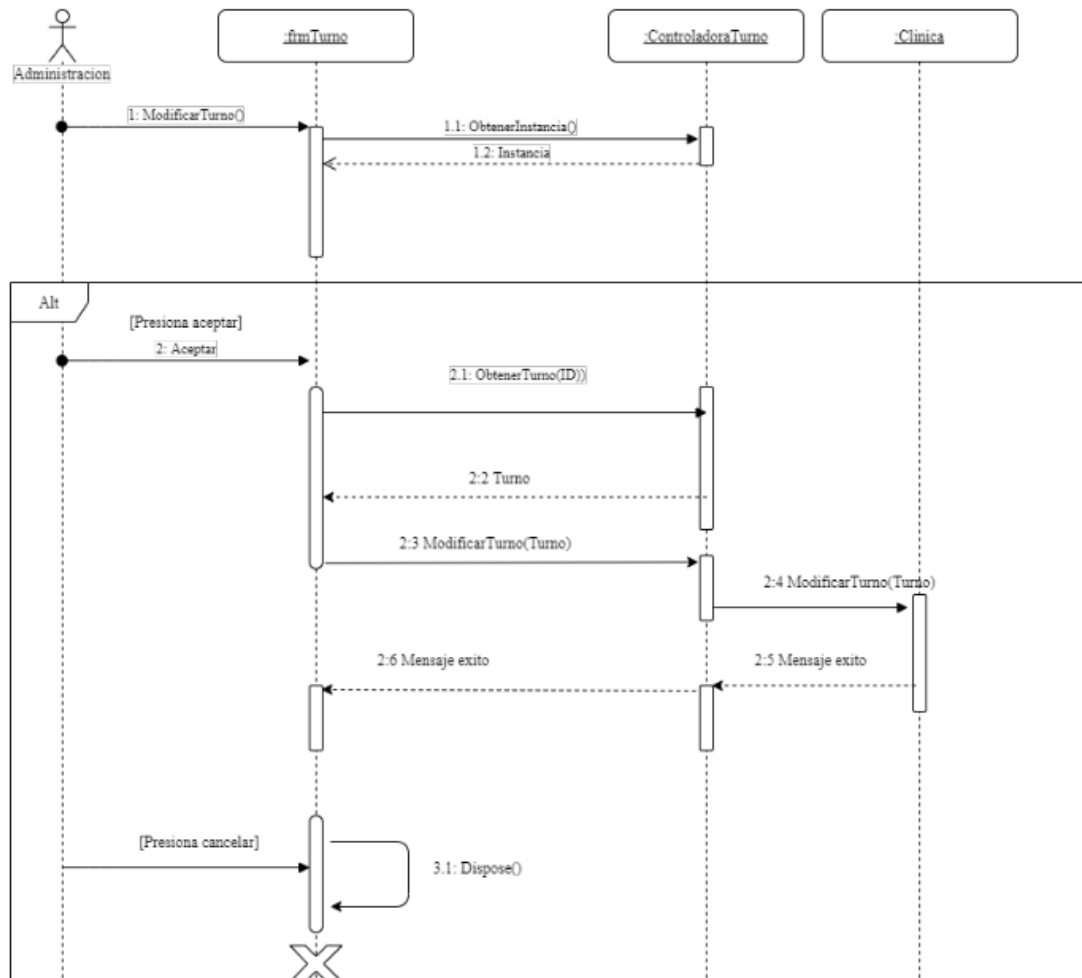 :frmTurno
:ControladoraTurno
:Clinica
Administracion
1: ModificarTurno()
1.1: ObtenerInstancia()
1.2: Instancia
Alt
[Presiona aceptar]
2: Aceptar
2.1: ObtenerTurno(ID))
2:2 Turno
2:3 ModificarTurno(Turno)
2:4 ModificarTurno(Turno)
2:6 Mensaje exito
2:5 Mensaje exito
[Presiona cancelar]
3.1: Dispose()